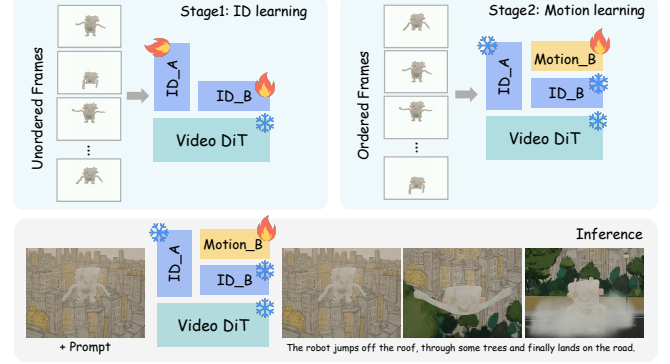 Stage1: ID learning
Unordered Frames
ID_A
ID_B
Video DiT
Stage2: Motion learning
Ordered Frames
ID_A
Motion_B
ID_B
Video DiT
Inference
ID_A
Motion_B
ID_B
Video DiT
+ Prompt
The robot jumps off the roof, through some trees and finally lands on the road.